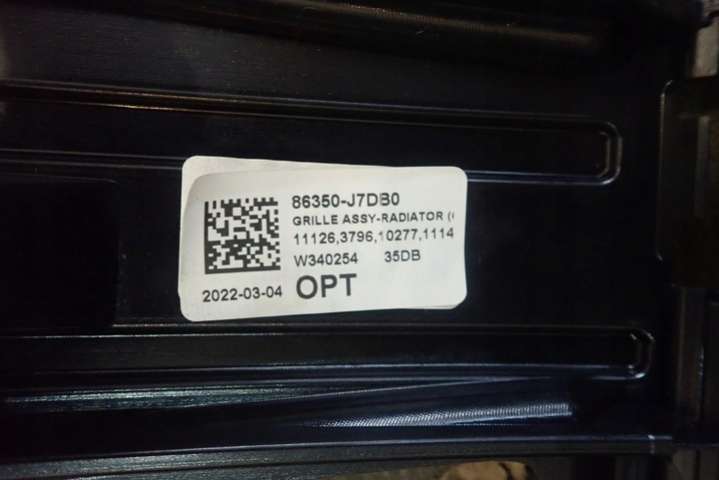 86350-J7DB0
GRILLE ASSY-RADIATOR (
11126,3796,10277,1114
W340254 35DB
2022-03-04 OPT